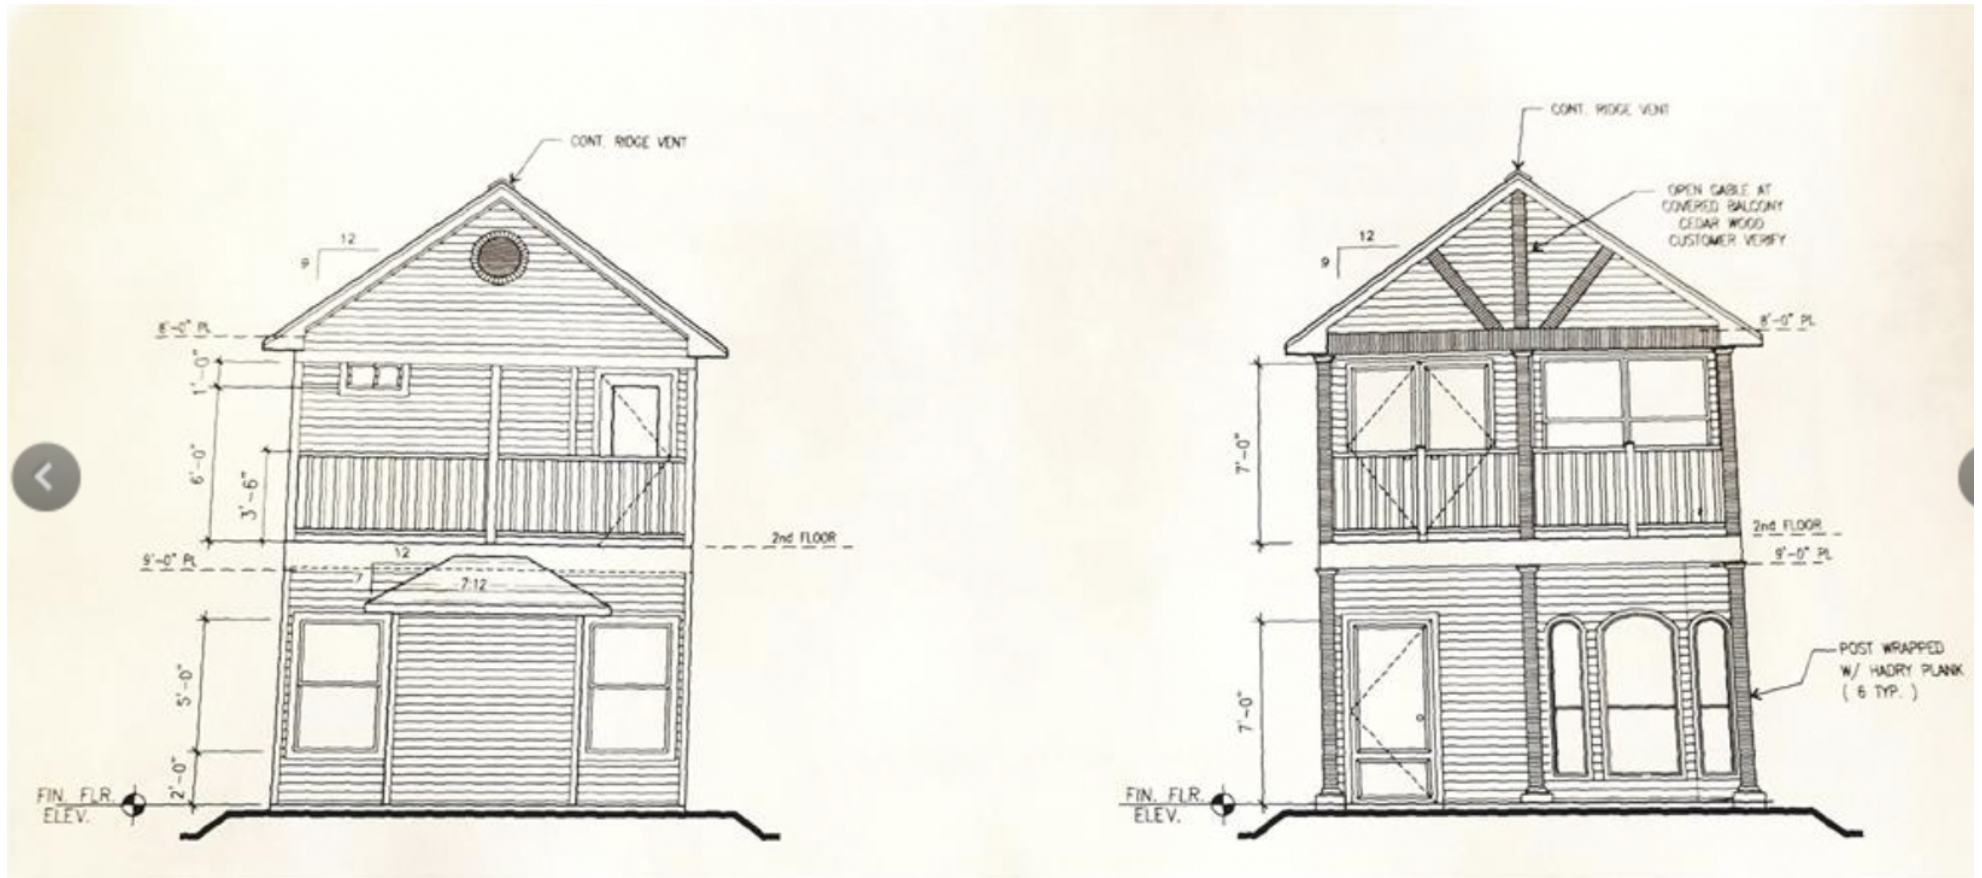 CONT. RIDGE VENT
12
9
8'-0" PL
1'-0"
6'-0"
3'-6"
2nd FLOOR
9'-0" PL
12
7
7:12
5'-0"
2'-0"
FIN. FLR.
ELEV.
CONT. RIDGE VENT
OPEN GABLE AT
COVERED BALCONY
CEDAR WOOD
CUSTOMER VERIFY
12
9
8'-0" PL
7'-0"
2nd FLOOR
9'-0" PL
7'-0"
POST WRAPPED
W/ HADRY PLANK
( 6 TYP. )
FIN. FLR.
ELEV.